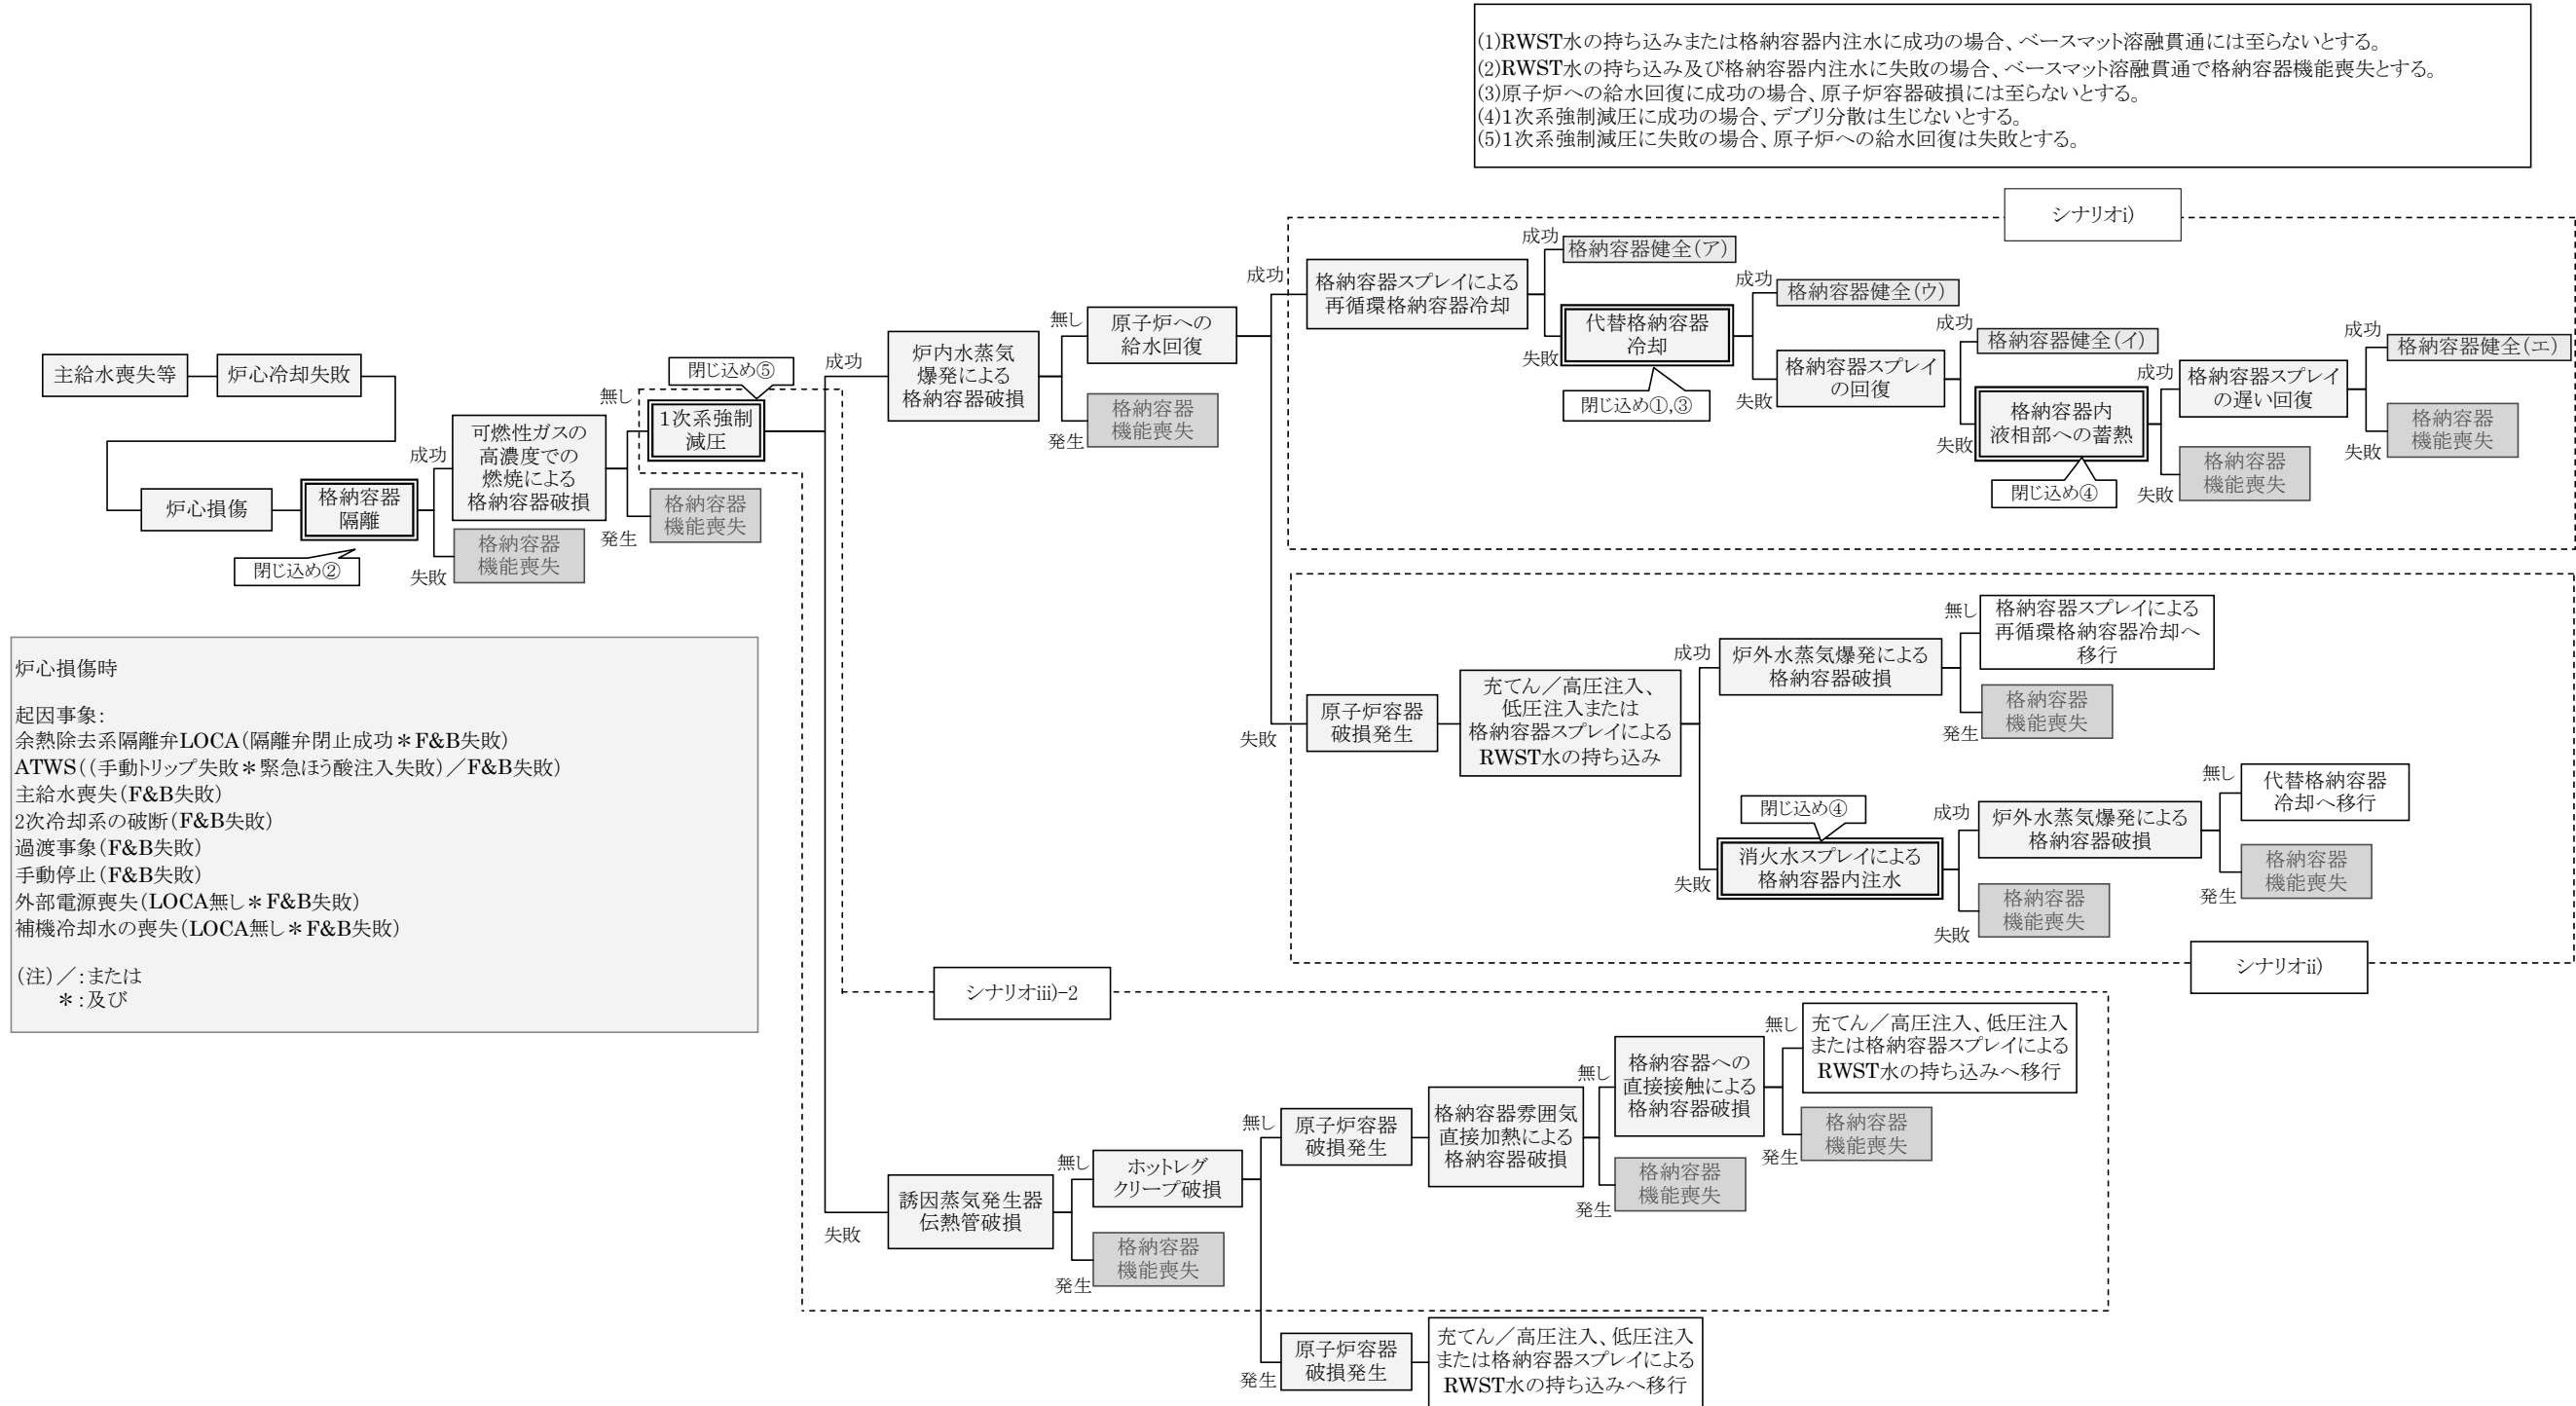 (1)RWST水の持ち込みまたは格納容器内注水に成功の場合、ベースマット溶融貫通には至らないとする。
(2)RWST水の持ち込み及び格納容器内注水に失敗の場合、ベースマット溶融貫通で格納容器機能喪失とする。
(3)原子炉への給水回復に成功の場合、原子炉容器破損には至らないとする。
(4)1次系強制減圧に成功の場合、デブリ分散は生じないとする。
(5)1次系強制減圧に失敗の場合、原子炉への給水回復は失敗とする。
主給水喪失等
炉心冷却失敗
炉心損傷
格納容器
隔離
閉じ込め②
成功
失敗
可燃性ガスの
高濃度での
燃焼による
格納容器破損
格納容器
機能喪失
無し
発生
閉じ込め⑤
1次系強制
減圧
格納容器
機能喪失
成功
失敗
炉内水蒸気
爆発による
格納容器破損
無し
発生
原子炉への
給水回復
格納容器
機能喪失
成功
失敗
シナリオi)
格納容器スプレイによる
再循環格納容器冷却
成功
失敗
格納容器健全(ア)
代替格納容器
冷却
閉じ込め①,③
成功
失敗
格納容器健全(ウ)
格納容器スプレイ
の回復
成功
失敗
格納容器健全(イ)
格納容器内
液相部への蓄熱
閉じ込め④
成功
失敗
格納容器スプレイ
の遅い回復
格納容器
機能喪失
成功
失敗
格納容器健全(エ)
格納容器
機能喪失
原子炉容器
破損発生
充てん/高圧注入、
低圧注入または
格納容器スプレイによる
RWST水の持ち込み
成功
失敗
炉外水蒸気爆発による
格納容器破損
無し
発生
格納容器スプレイによる
再循環格納容器冷却へ
移行
格納容器
機能喪失
閉じ込め④
消火水スプレイによる
格納容器内注水
成功
失敗
炉外水蒸気爆発による
格納容器破損
格納容器
機能喪失
無し
発生
代替格納容器
冷却へ移行
格納容器
機能喪失
シナリオii)
炉心損傷時
起因事象:
余熱除去系隔離弁LOCA(隔離弁閉止成功*F&B失敗)
ATWS((手動トリップ失敗*緊急ほう酸注入失敗)/F&B失敗)
主給水喪失(F&B失敗)
2次冷却系の破断(F&B失敗)
過渡事象(F&B失敗)
手動停止(F&B失敗)
外部電源喪失(LOCA無し*F&B失敗)
補機冷却水の喪失(LOCA無し*F&B失敗)
(注)/:または
*:及び
シナリオiii)-2
誘因蒸気発生器
伝熱管破損
無し
発生
ホットレグ
クリープ破損
格納容器
機能喪失
無し
発生
原子炉容器
破損発生
格納容器雰囲気
直接加熱による
格納容器破損
無し
発生
格納容器への
直接接触による
格納容器破損
格納容器
機能喪失
無し
発生
充てん/高圧注入、低圧注入
または格納容器スプレイによる
RWST水の持ち込みへ移行
格納容器
機能喪失
原子炉容器
破損発生
充てん/高圧注入、低圧注入
または格納容器スプレイによる
RWST水の持ち込みへ移行